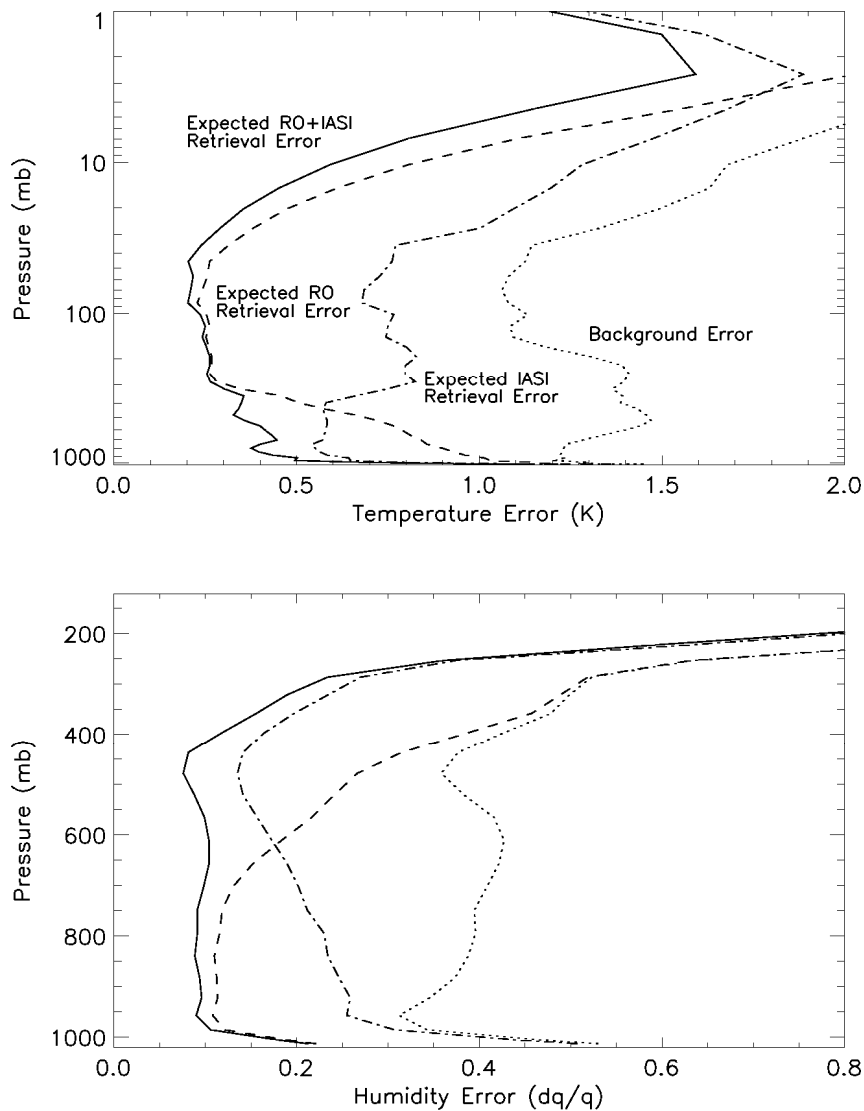 1
10
100
1000
Pressure (mb)
Expected RO+IASI
Retrieval Error
Expected RO
Retrieval Error
Background Error
Expected IASI
Retrieval Error
0.0 0.5 1.0 1.5 2.0
Temperature Error (K)
200
400
600
800
1000
Pressure (mb)
0.0 0.2 0.4 0.6 0.8
Humidity Error (dq/q)